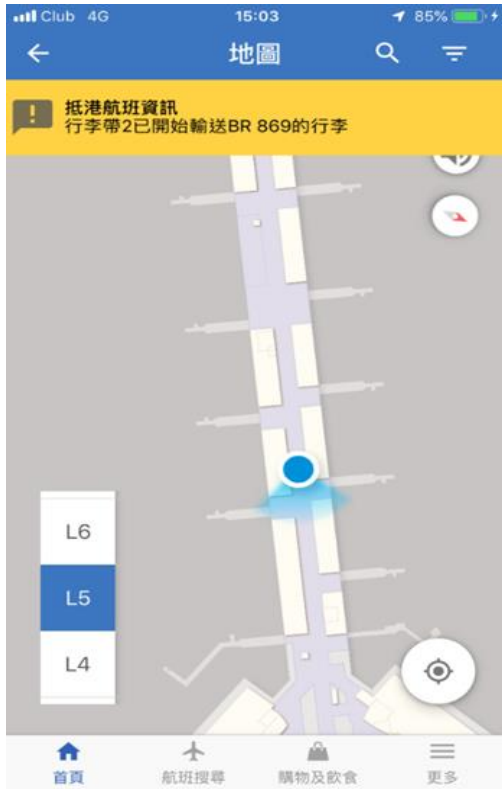 Club 4G 15:03 85%
地圖
抵港航班資訊
行李帶2已開始輸送BR 869的行李
L6
L5
L4
首頁 航班搜尋 購物及飲食 更多